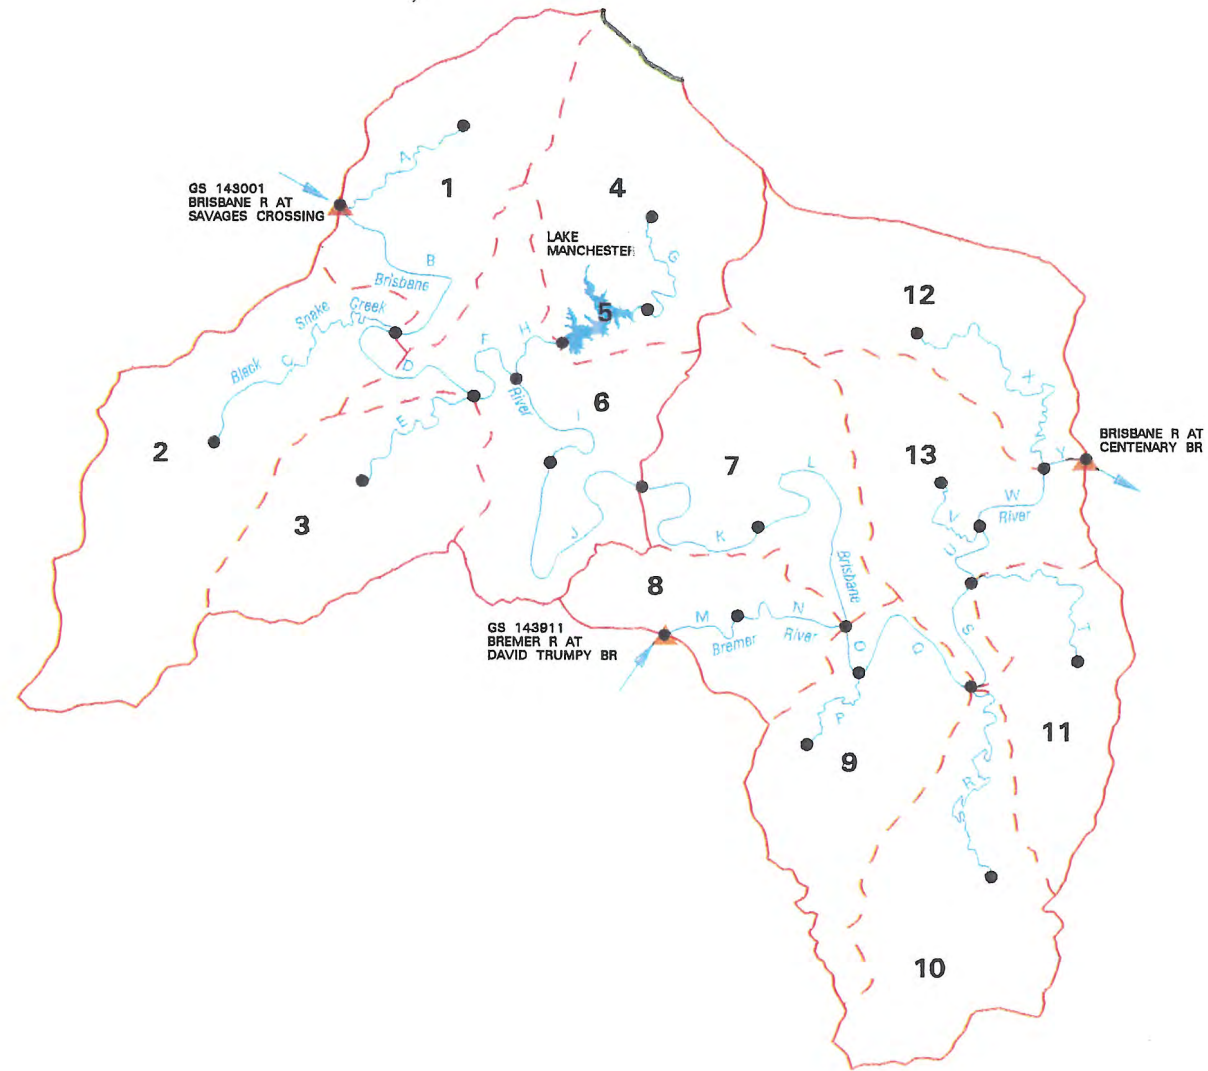 1
4
GS 143001
BRISBANE R AT
SAVAGES CROSSING
A
LAKE
MANCHESTER
G
B
Brisbane
5
12
Snake
Creek
Black
C
D
F
H
River
6
X
E
I
2
3
7
L
13
BRISBANE R AT
CENTENARY BR
Y
W
River
V
J
K
U
Brisbane
8
GS 143911
BREMER R AT
DAVID TRUMPY BR
M
N
Bremer
River
O
Q
S
T
P
9
11
R
10